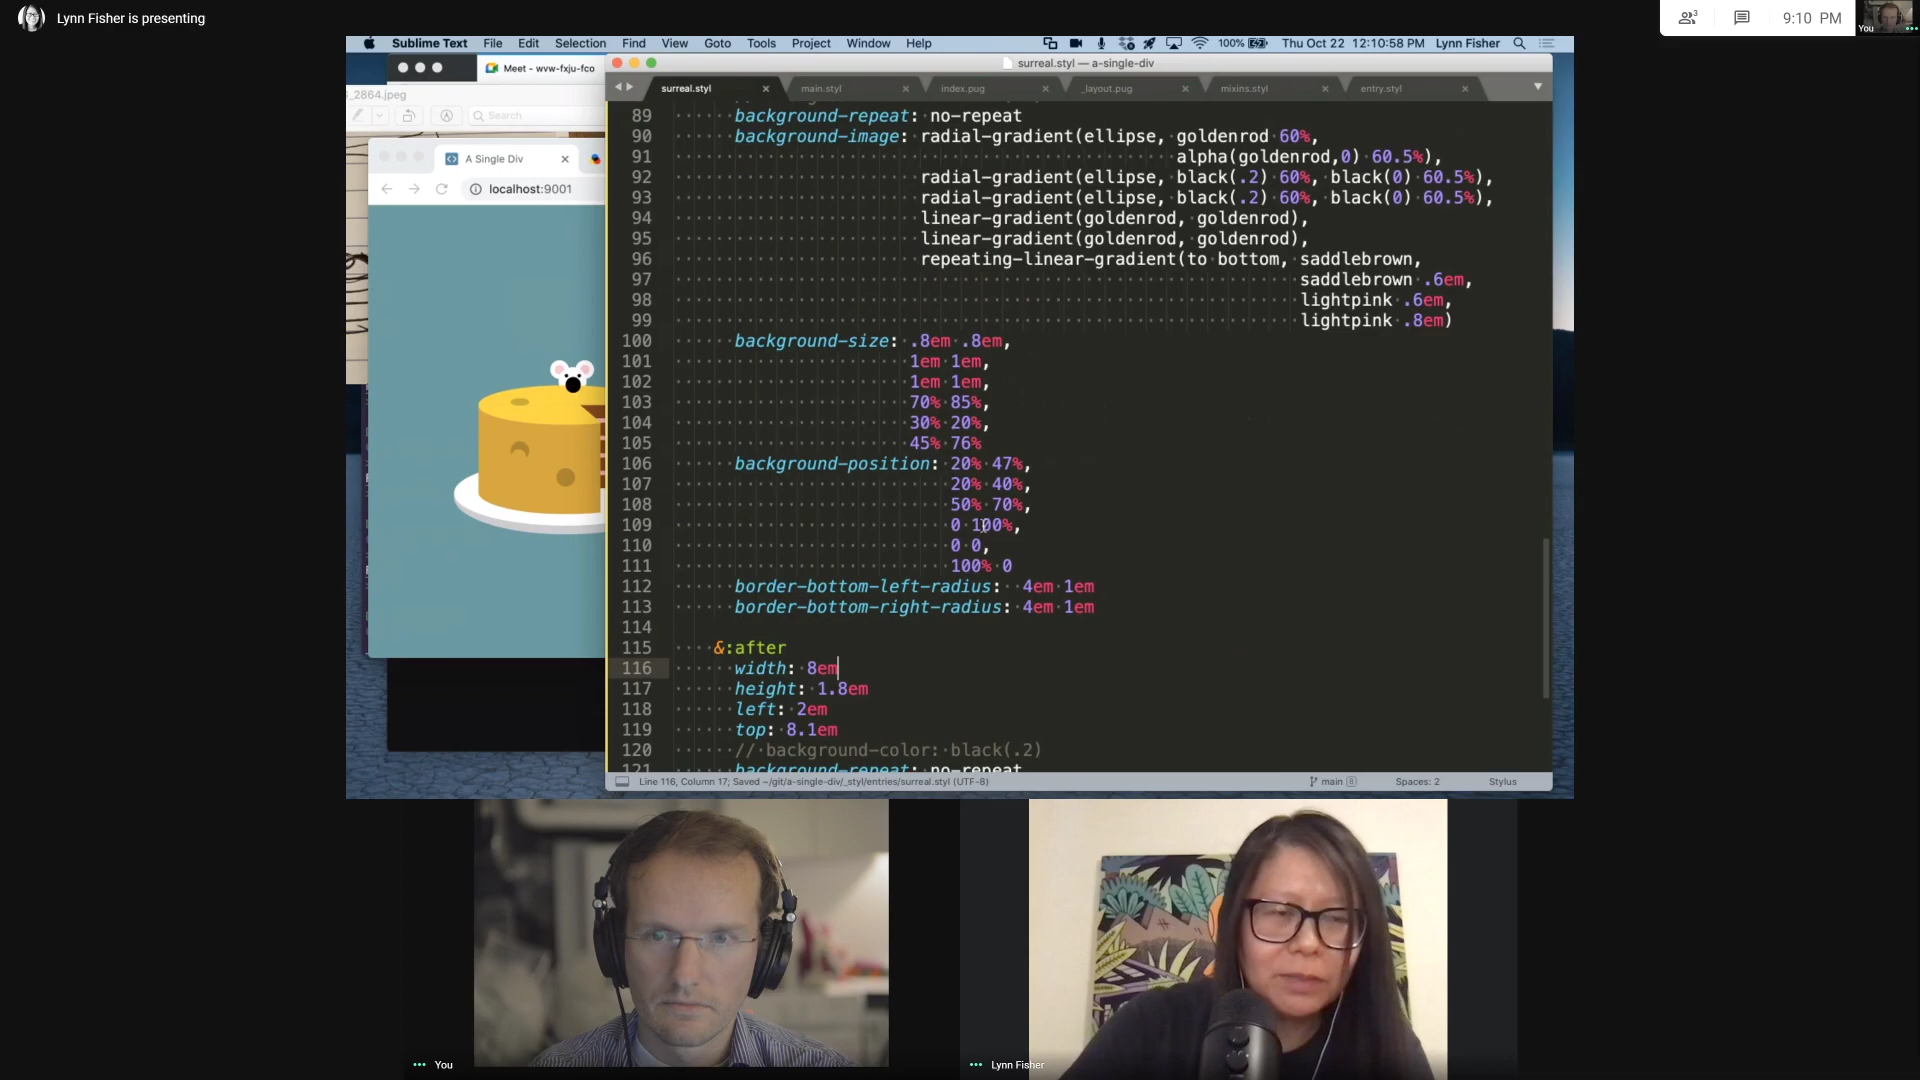 Lynn Fisher is presenting
3
9:10 PM
You
Sublime Text File Edit Selection Find View Goto Tools Project Window Help
100% Thu Oct 22 12:10:58 PM Lynn Fisher
Meet - wvw-fxju-fco
surreal.styl — a-single-div
_2864.jpeg
Search
surreal.styl
main.styl
index.pug
_layout.pug
mixins.styl
entry.styl
A Single Div
localhost:9001
89 background-repeat: no-repeat
90 background-image: radial-gradient(ellipse, goldenrod 60%,
91 alpha(goldenrod,0) 60.5%),
92 radial-gradient(ellipse, black(.2) 60%, black(0) 60.5%),
93 radial-gradient(ellipse, black(.2) 60%, black(0) 60.5%),
94 linear-gradient(goldenrod, goldenrod),
95 linear-gradient(goldenrod, goldenrod),
96 repeating-linear-gradient(to bottom, saddlebrown,
97 saddlebrown .6em,
98 lightpink .6em,
99 lightpink .8em)
100 background-size: .8em .8em,
101 1em 1em,
102 1em 1em,
103 70% 85%,
104 30% 20%,
105 45% 76%
106 background-position: 20% 47%,
107 20% 40%,
108 50% 70%,
109 0 100%,
110 0 0,
111 100% 0
112 border-bottom-left-radius: 4em 1em
113 border-bottom-right-radius: 4em 1em
114
115 &:after
116 width: 8em
117 height: 1.8em
118 left: 2em
119 top: 8.1em
120 // background-color: black(.2)
121 background-repeat: no-repeat
Line 116, Column 17; Saved ~/git/a-single-div/_styl/entries/surreal.styl (UTF-8)
main 8
Spaces: 2
Stylus
You
Lynn Fisher